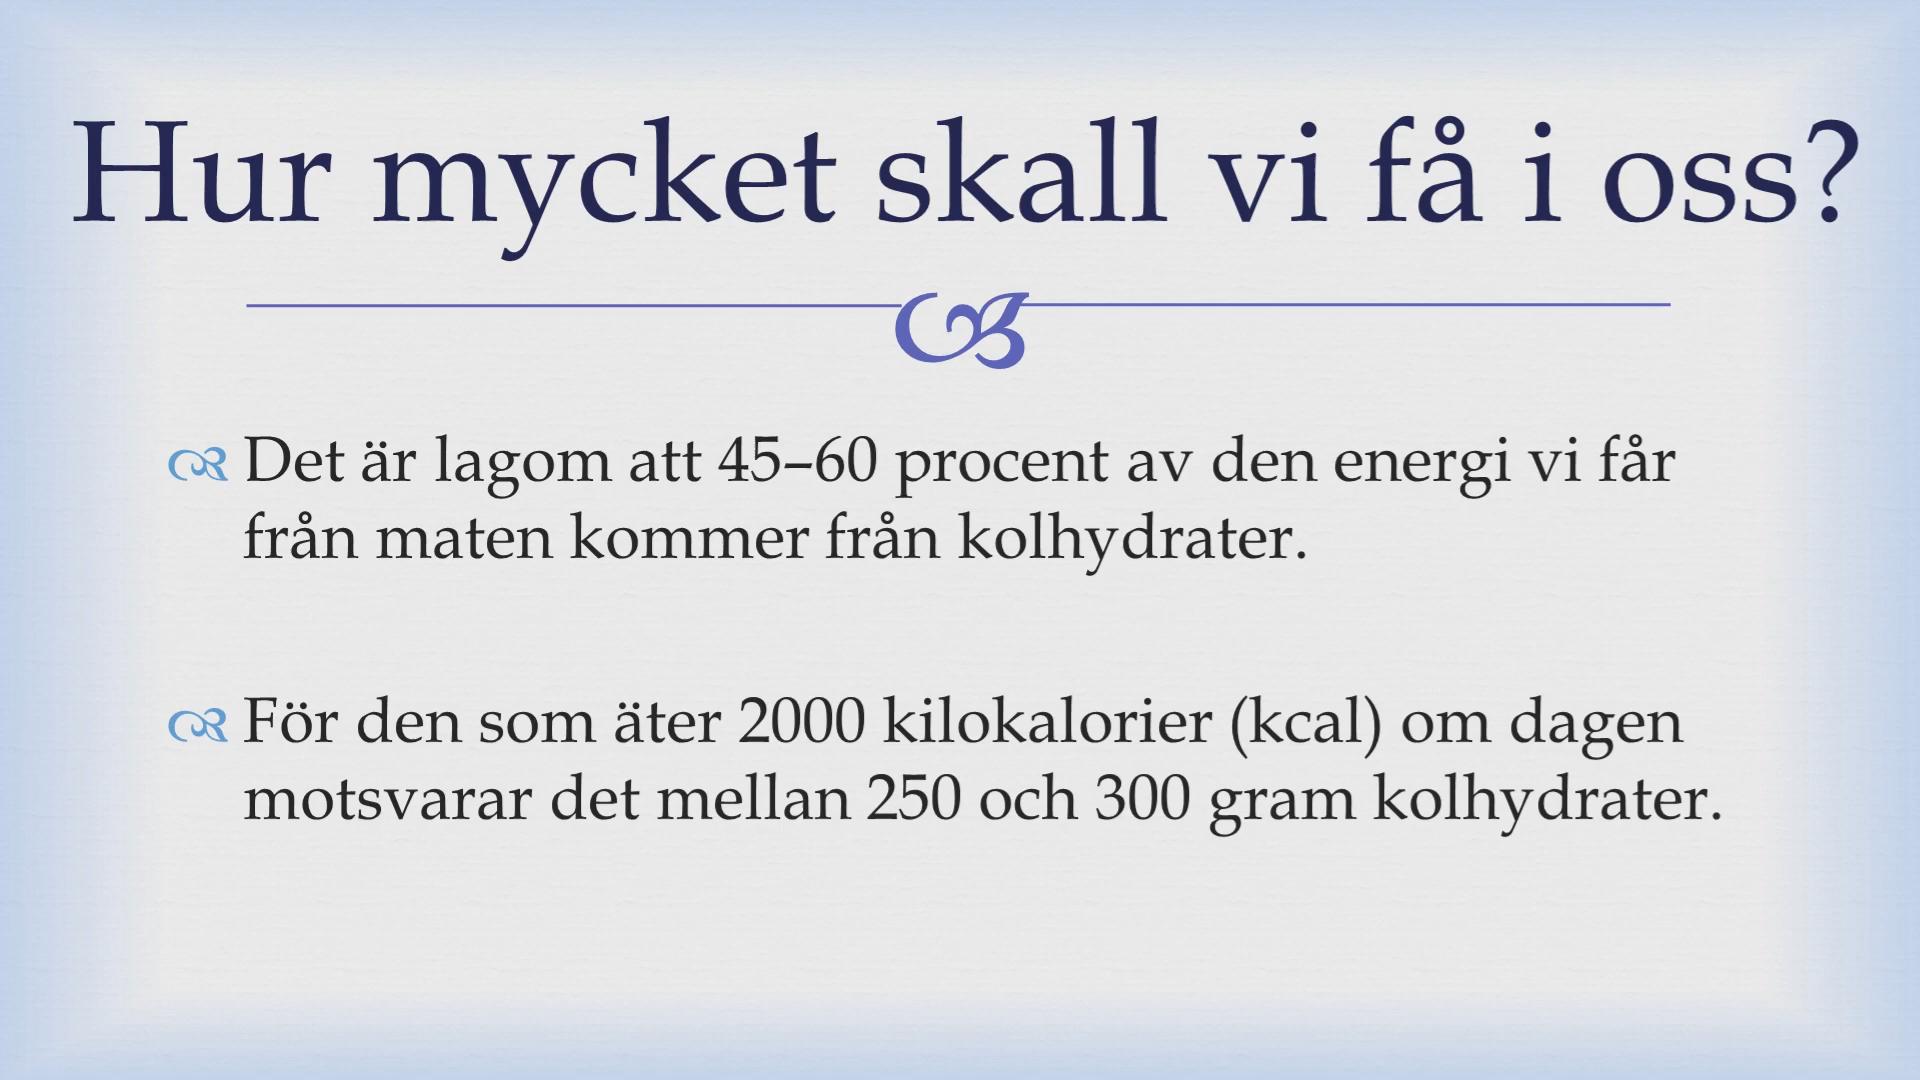 Hur mycket skall vi få i oss?
Det är lagom att 45–60 procent av den energi vi får
från maten kommer från kolhydrater.
För den som äter 2000 kilokalorier (kcal) om dagen
motsvarar det mellan 250 och 300 gram kolhydrater.